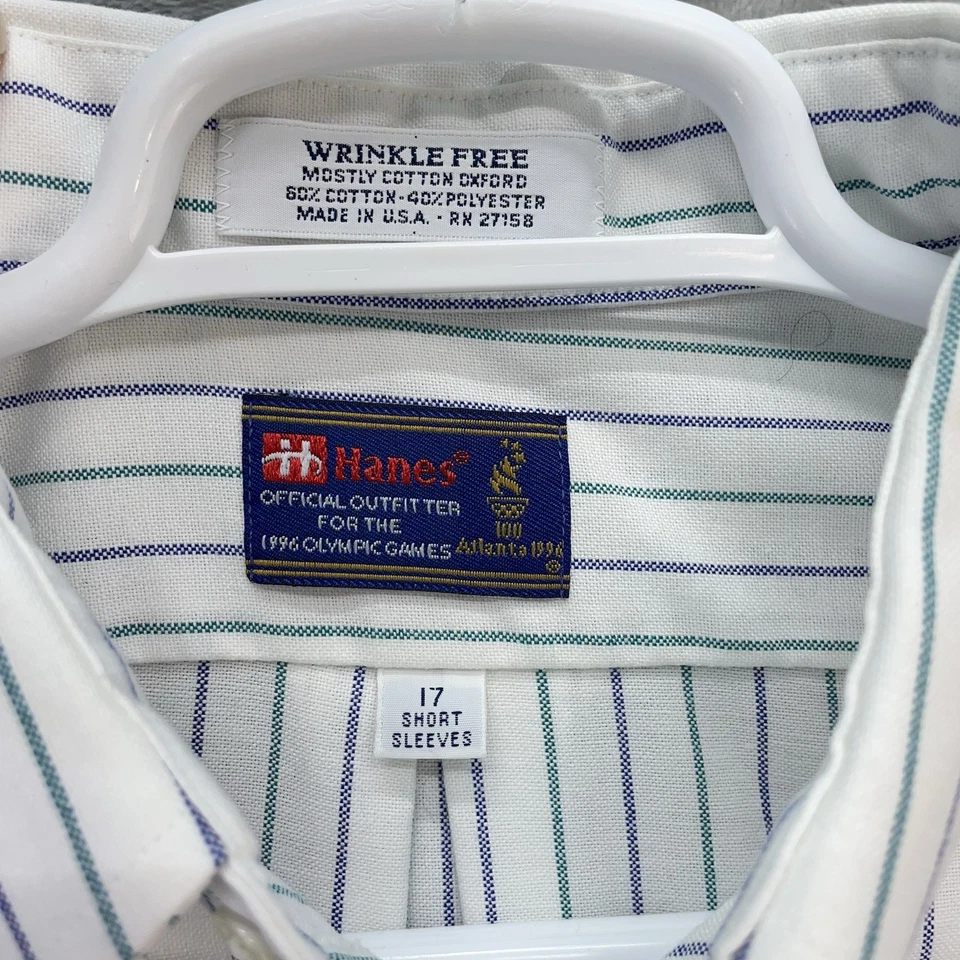 WRINKLE FREE
MOSTLY COTTON OXFORD
60% COTTON-40% POLYESTER
MADE IN U.S.A. - RN 27158
H Hanes®
OFFICIAL OUTFITTER
FOR THE
1996 OLYMPIC GAMES
100
Atlanta 1996
®
17
SHORT
SLEEVES